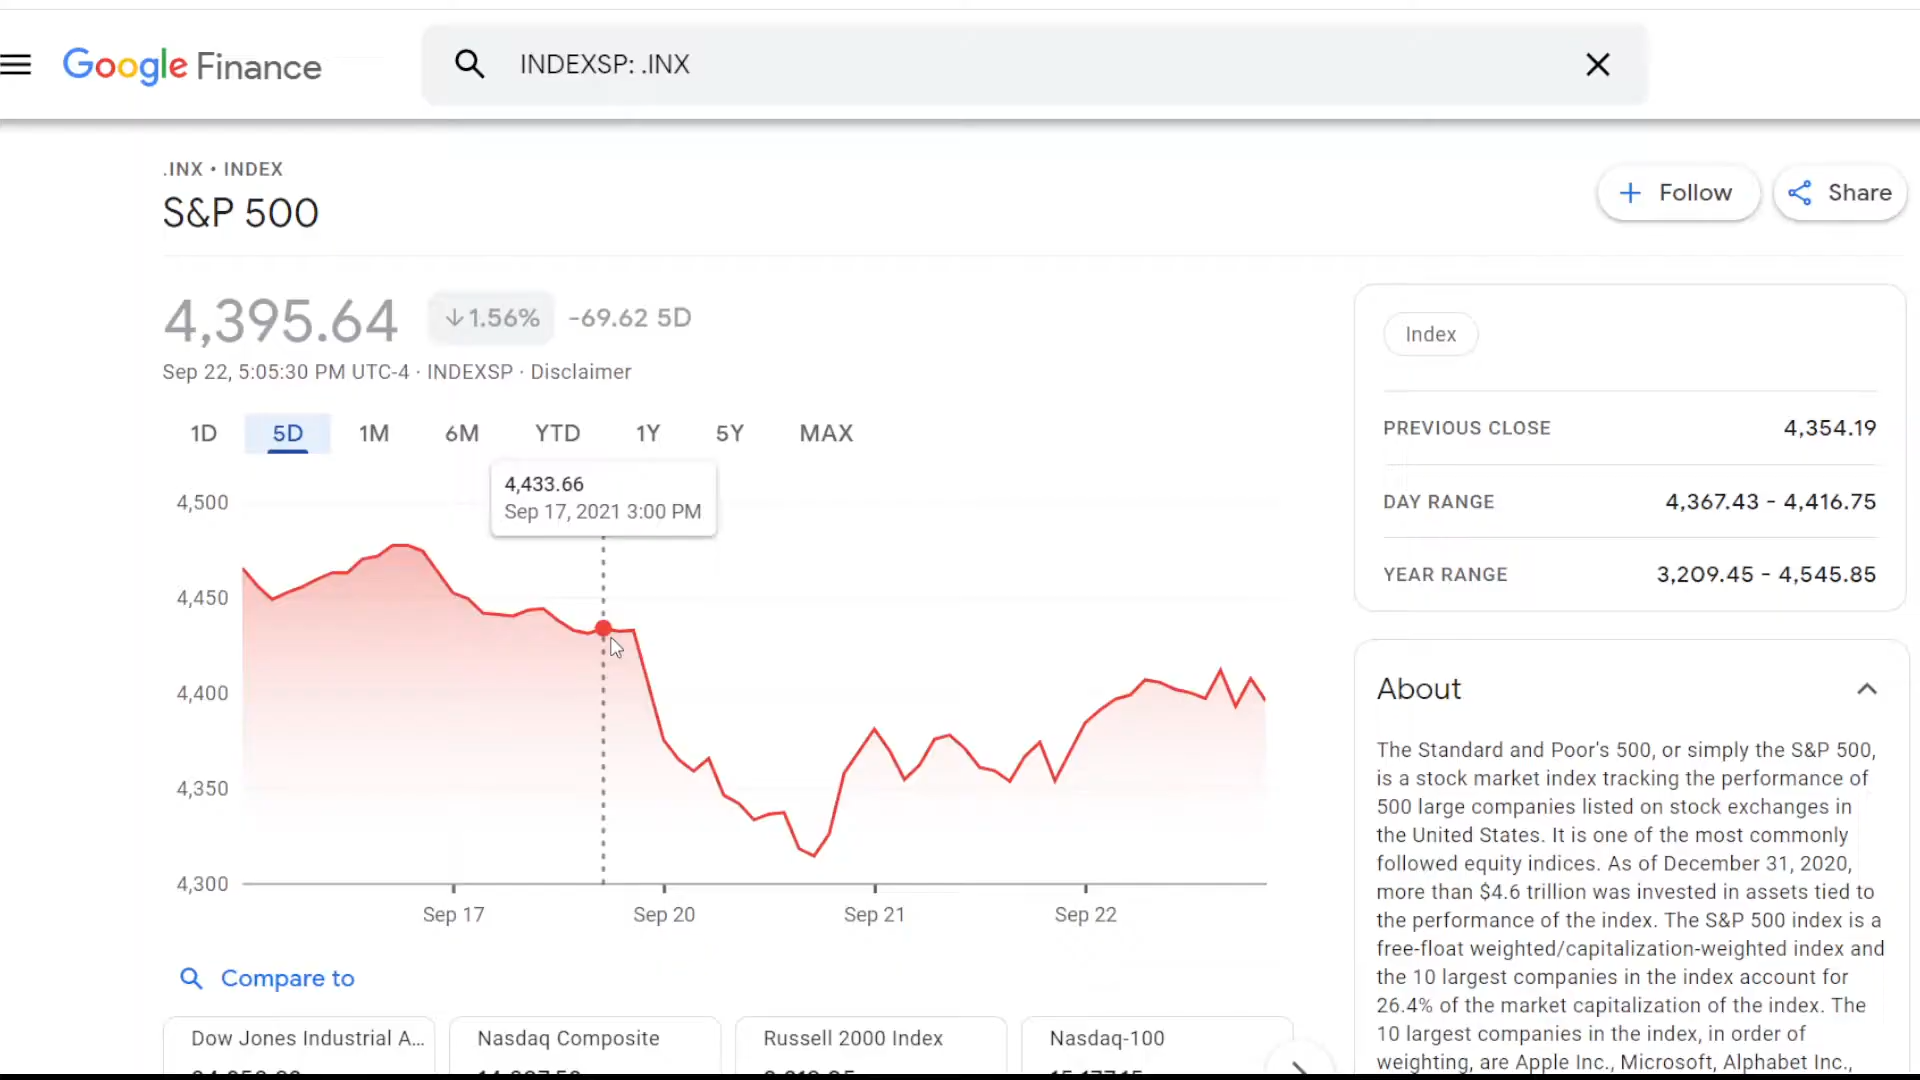 Google Finance
INDEXSP: .INX
.INX • INDEX
S&P 500
Follow
Share
4,395.64
↓1.56%
-69.62 5D
Sep 22, 5:05:30 PM UTC-4 · INDEXSP · Disclaimer
1D 5D 1M 6M YTD 1Y 5Y MAX
4,433.66
Sep 17, 2021 3:00 PM
4,500
4,450
4,400
4,350
4,300
Sep 17 Sep 20 Sep 21 Sep 22
Compare to
Dow Jones Industrial A...
Nasdaq Composite
Russell 2000 Index
Nasdaq-100
Index
PREVIOUS CLOSE 4,354.19
DAY RANGE 4,367.43 - 4,416.75
YEAR RANGE 3,209.45 - 4,545.85
About
The Standard and Poor's 500, or simply the S&P 500,
is a stock market index tracking the performance of
500 large companies listed on stock exchanges in
the United States. It is one of the most commonly
followed equity indices. As of December 31, 2020,
more than $4.6 trillion was invested in assets tied to
the performance of the index. The S&P 500 index is a
free-float weighted/capitalization-weighted index and
the 10 largest companies in the index account for
26.4% of the market capitalization of the index. The
10 largest companies in the index, in order of
weighting, are Apple Inc., Microsoft, Alphabet Inc.,